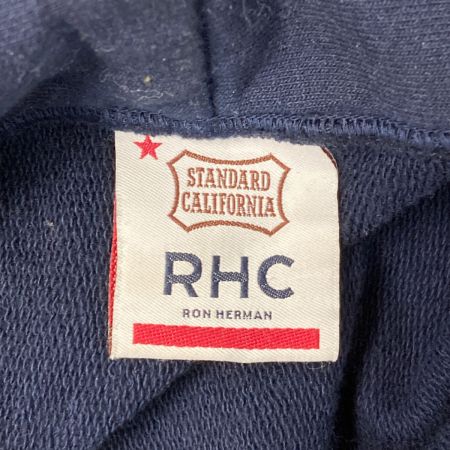 STANDARD
CALIFORNIA
RHC
RON HERMAN